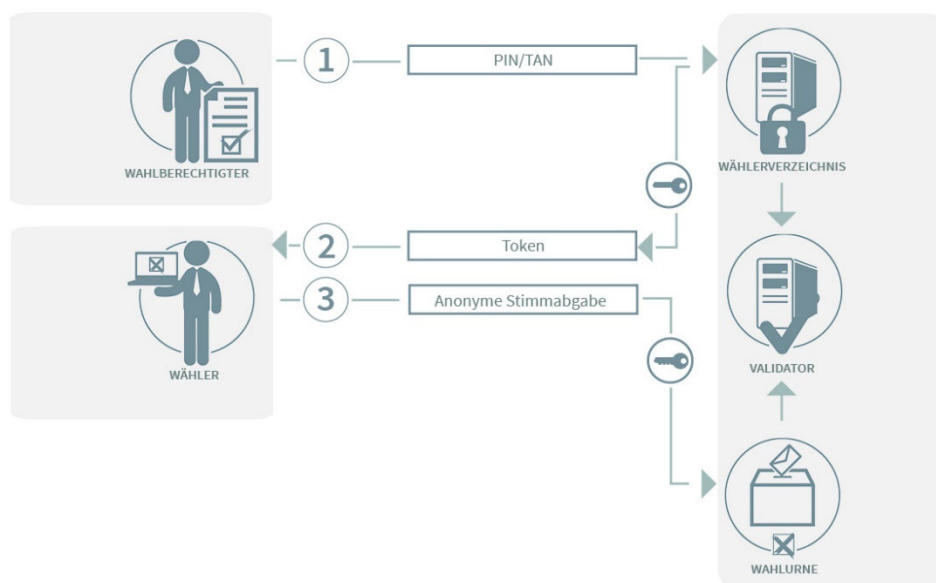 1
PIN/TAN
WAHLBERECHTIGTER
WÄHLERVERZEICHNIS
2
Token
3
Anonyme Stimmabgabe
WÄHLER
VALIDATOR
WAHLURNE